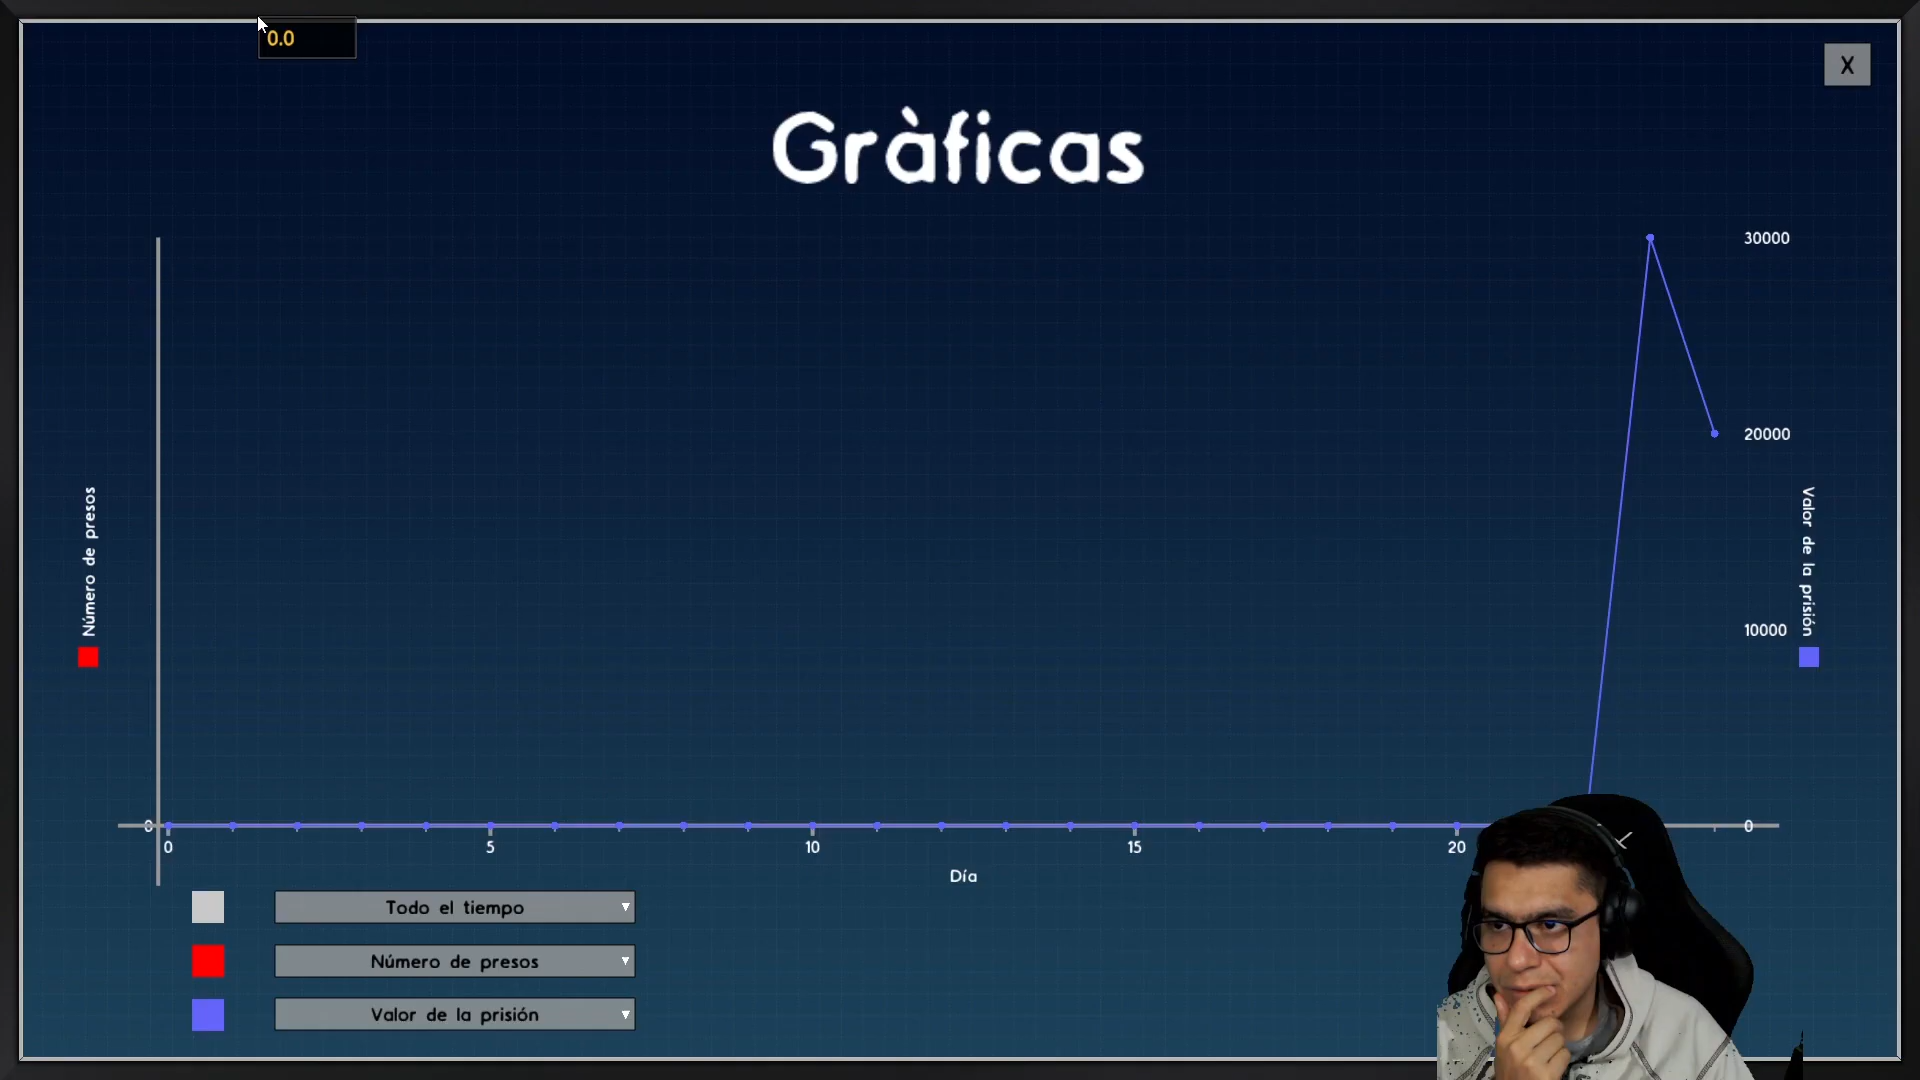 0.0
X
Gràficas
30000
20000
10000
0
Valor de la prisión
Número de presos
0
0 5 10 15 20
Día
Todo el tiempo
Número de presos
Valor de la prisión